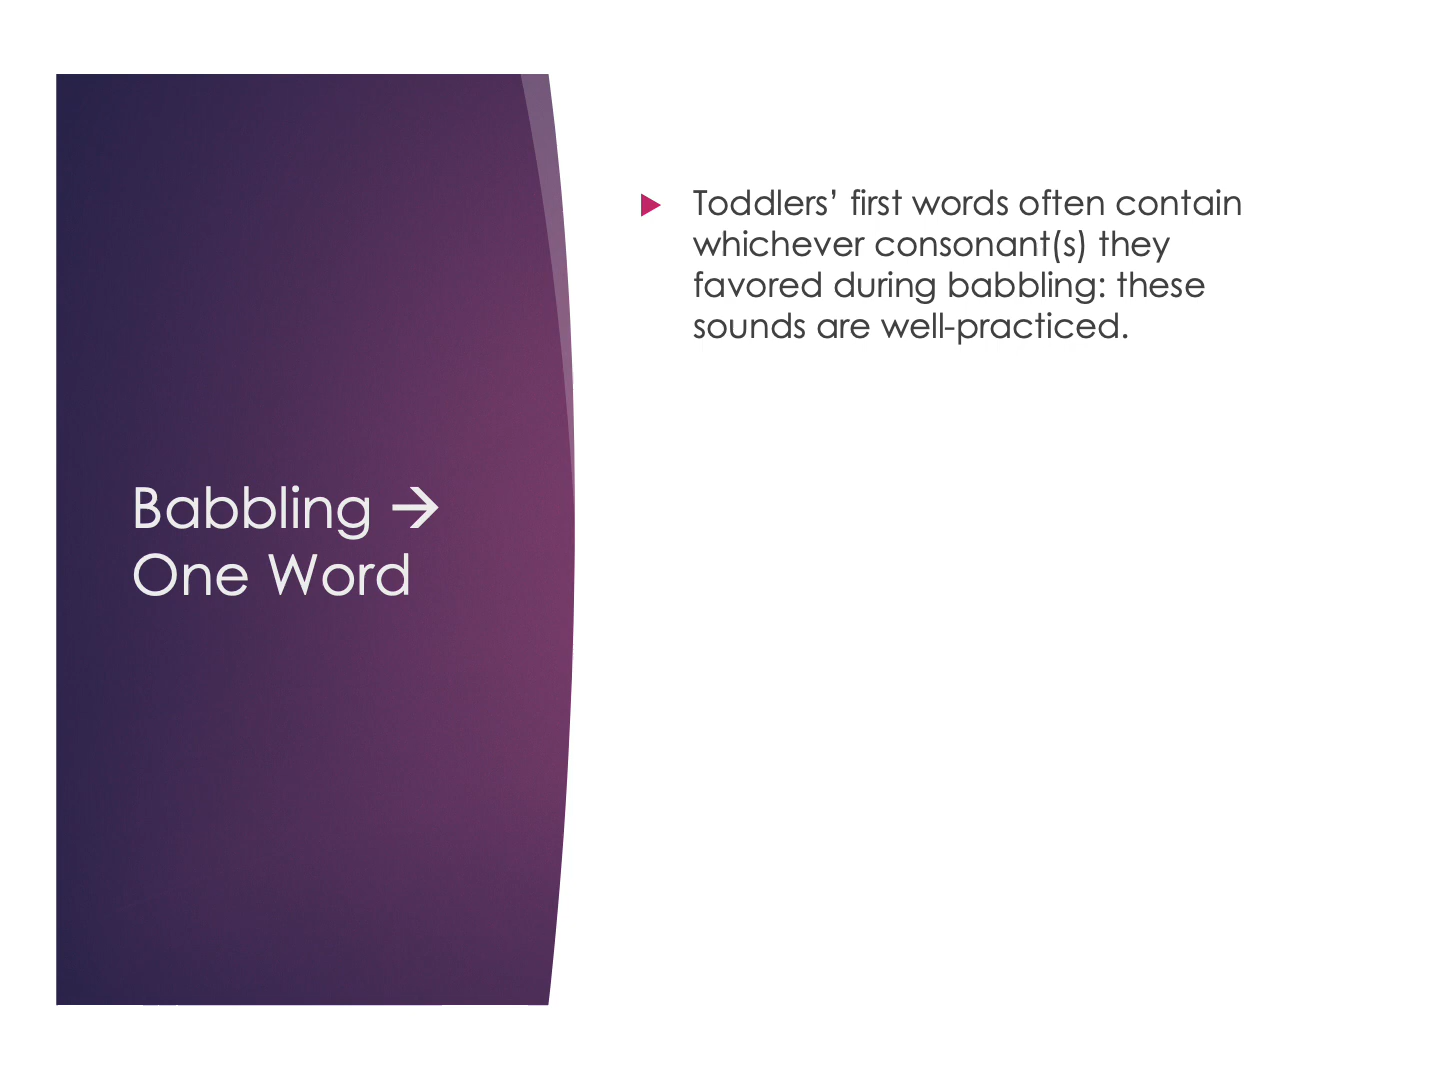 Babbling →
One Word
Toddlers’ first words often contain
whichever consonant(s) they
favored during babbling: these
sounds are well-practiced.